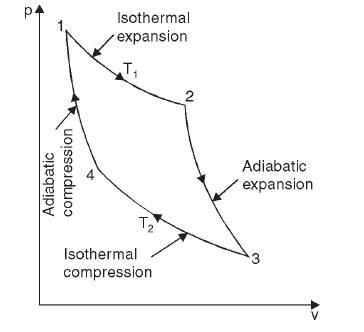 p
1
Isothermal
expansion
T1
2
Adiabatic
compression
4
Adiabatic
expansion
T2
Isothermal
compression
3
v